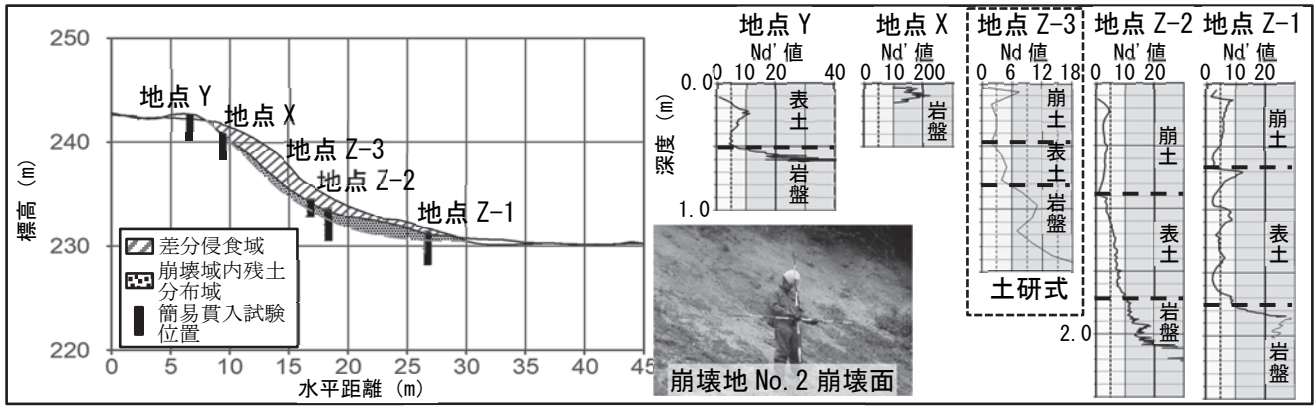 250
240
230
220
標高 (m)
0
5
10
15
20
25
30
35
40
45
水平距離 (m)
地点 Y
地点 X
地点 Z-3
地点 Z-2
地点 Z-1
差分侵食域
崩壊域内残土
分布域
簡易貫入試験
位置
地点 Y
Nd' 値
0 10 20 40
0.0
1.0
深度 (m)
表土
岩盤
地点 X
Nd' 値
0 100 200
岩盤
地点 Z-3
Nd 値
0 6 12 18
崩土
表土
岩盤
土研式
地点 Z-2
Nd' 値
0 10 20
崩土
表土
岩盤
2.0
地点 Z-1
Nd' 値
0 10 20
崩土
表土
岩盤
崩壊地 No. 2 崩壊面